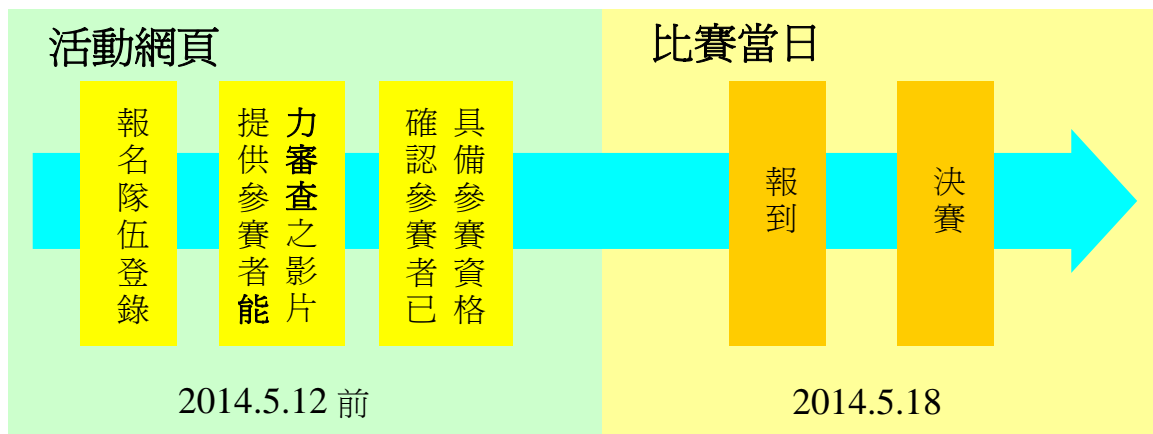 活動網頁
報名隊伍登錄
提供參賽者能
力審查之影片
確認參賽者已
具備參賽資格
2014.5.12 前
比賽當日
報到
決賽
2014.5.18